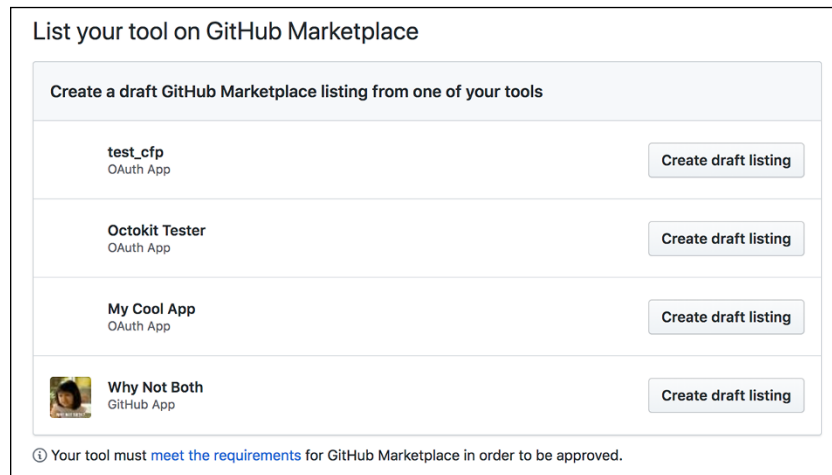 List your tool on GitHub Marketplace
Create a draft GitHub Marketplace listing from one of your tools
test_cfp
OAuth App
Create draft listing
Octokit Tester
OAuth App
Create draft listing
My Cool App
OAuth App
Create draft listing
Why Not Both
GitHub App
Create draft listing
Your tool must meet the requirements for GitHub Marketplace in order to be approved.